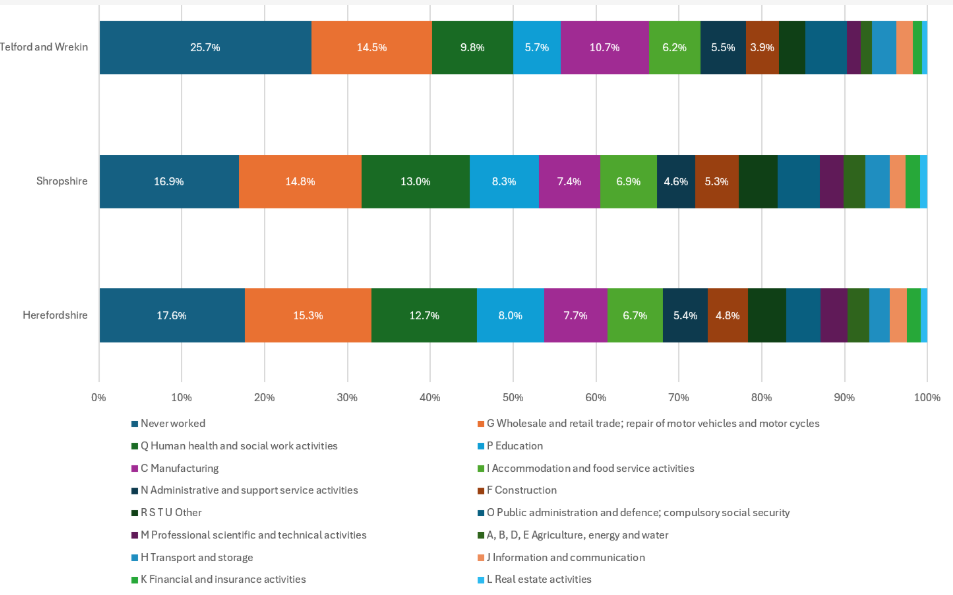 Telford and Wrekin
25.7% 14.5% 9.8% 5.7% 10.7% 6.2% 5.5% 3.9%
Shropshire
16.9% 14.8% 13.0% 8.3% 7.4% 6.9% 4.6% 5.3%
Herefordshire
17.6% 15.3% 12.7% 8.0% 7.7% 6.7% 5.4% 4.8%
0% 10% 20% 30% 40% 50% 60% 70% 80% 90% 100%
Never worked
G Wholesale and retail trade; repair of motor vehicles and motor cycles
Q Human health and social work activities
P Education
C Manufacturing
I Accommodation and food service activities
N Administrative and support service activities
F Construction
R S T U Other
O Public administration and defence; compulsory social security
M Professional scientific and technical activities
A, B, D, E Agriculture, energy and water
H Transport and storage
J Information and communication
K Financial and insurance activities
L Real estate activities